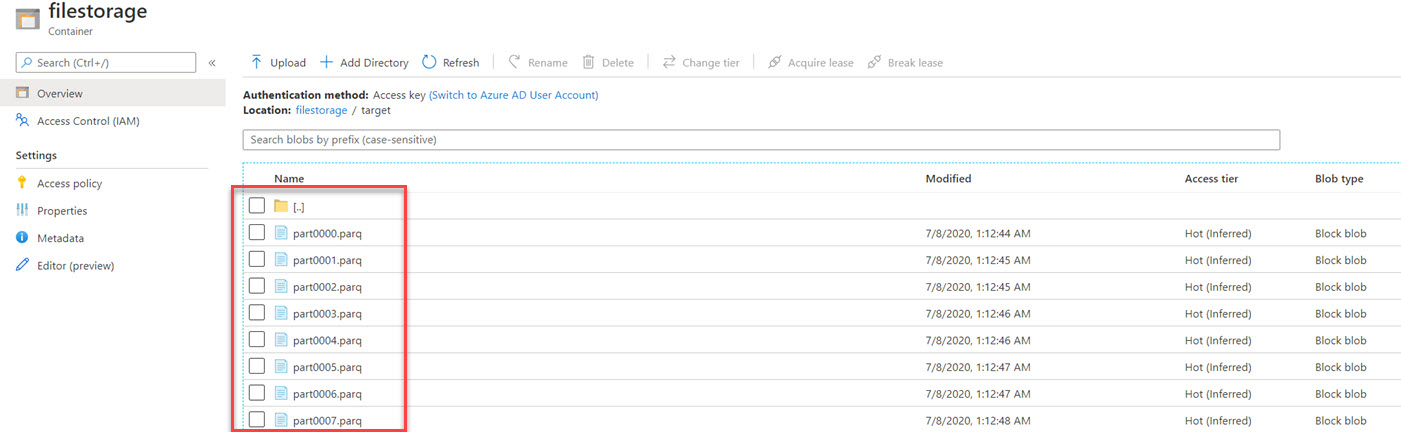 filestorage
Container
Search (Ctrl+/) «
Upload Add Directory Refresh Rename Delete Change tier Acquire lease Break lease
Overview
Access Control (IAM)
Settings
Access policy
Properties
Metadata
Editor (preview)
Authentication method: Access key (Switch to Azure AD User Account)
Location: filestorage / target
Search blobs by prefix (case-sensitive)
Name Modified Access tier Blob type
[..]
part0000.parq 7/8/2020, 1:12:44 AM Hot (Inferred) Block blob
part0001.parq 7/8/2020, 1:12:45 AM Hot (Inferred) Block blob
part0002.parq 7/8/2020, 1:12:45 AM Hot (Inferred) Block blob
part0003.parq 7/8/2020, 1:12:46 AM Hot (Inferred) Block blob
part0004.parq 7/8/2020, 1:12:46 AM Hot (Inferred) Block blob
part0005.parq 7/8/2020, 1:12:47 AM Hot (Inferred) Block blob
part0006.parq 7/8/2020, 1:12:47 AM Hot (Inferred) Block blob
part0007.parq 7/8/2020, 1:12:48 AM Hot (Inferred) Block blob